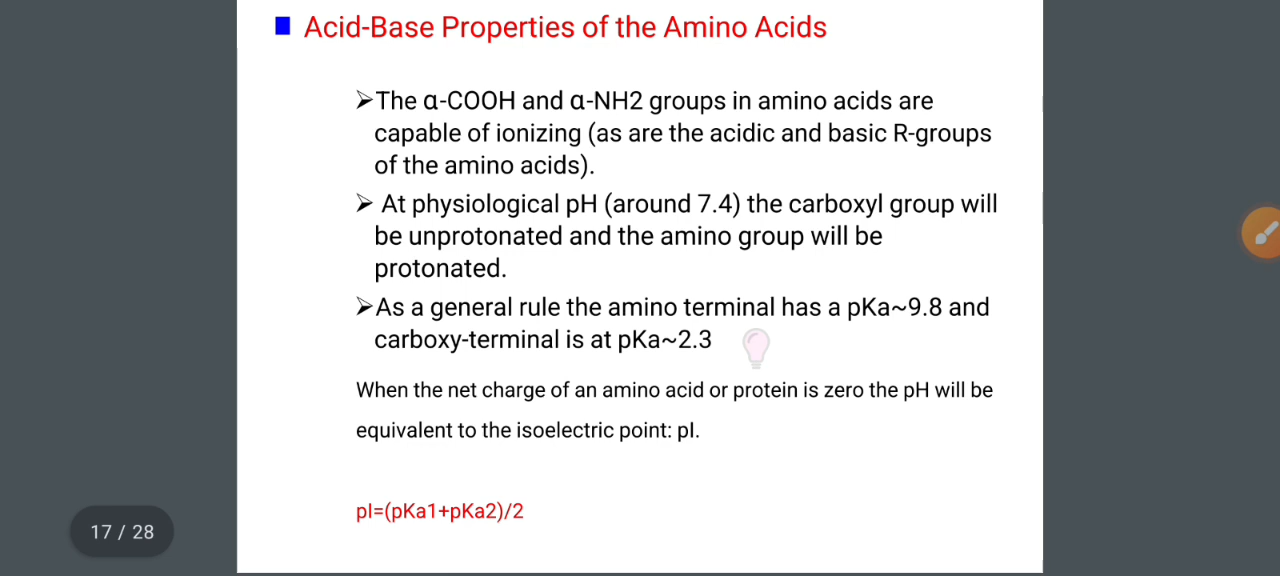 Acid-Base Properties of the Amino Acids
➢The α-COOH and α-NH2 groups in amino acids are
capable of ionizing (as are the acidic and basic R-groups
of the amino acids).
➢ At physiological pH (around 7.4) the carboxyl group will
be unprotonated and the amino group will be
protonated.
➢As a general rule the amino terminal has a pKa~9.8 and
carboxy-terminal is at pKa~2.3
When the net charge of an amino acid or protein is zero the pH will be
equivalent to the isoelectric point: pI.
pI=(pKa1+pKa2)/2
17 / 28